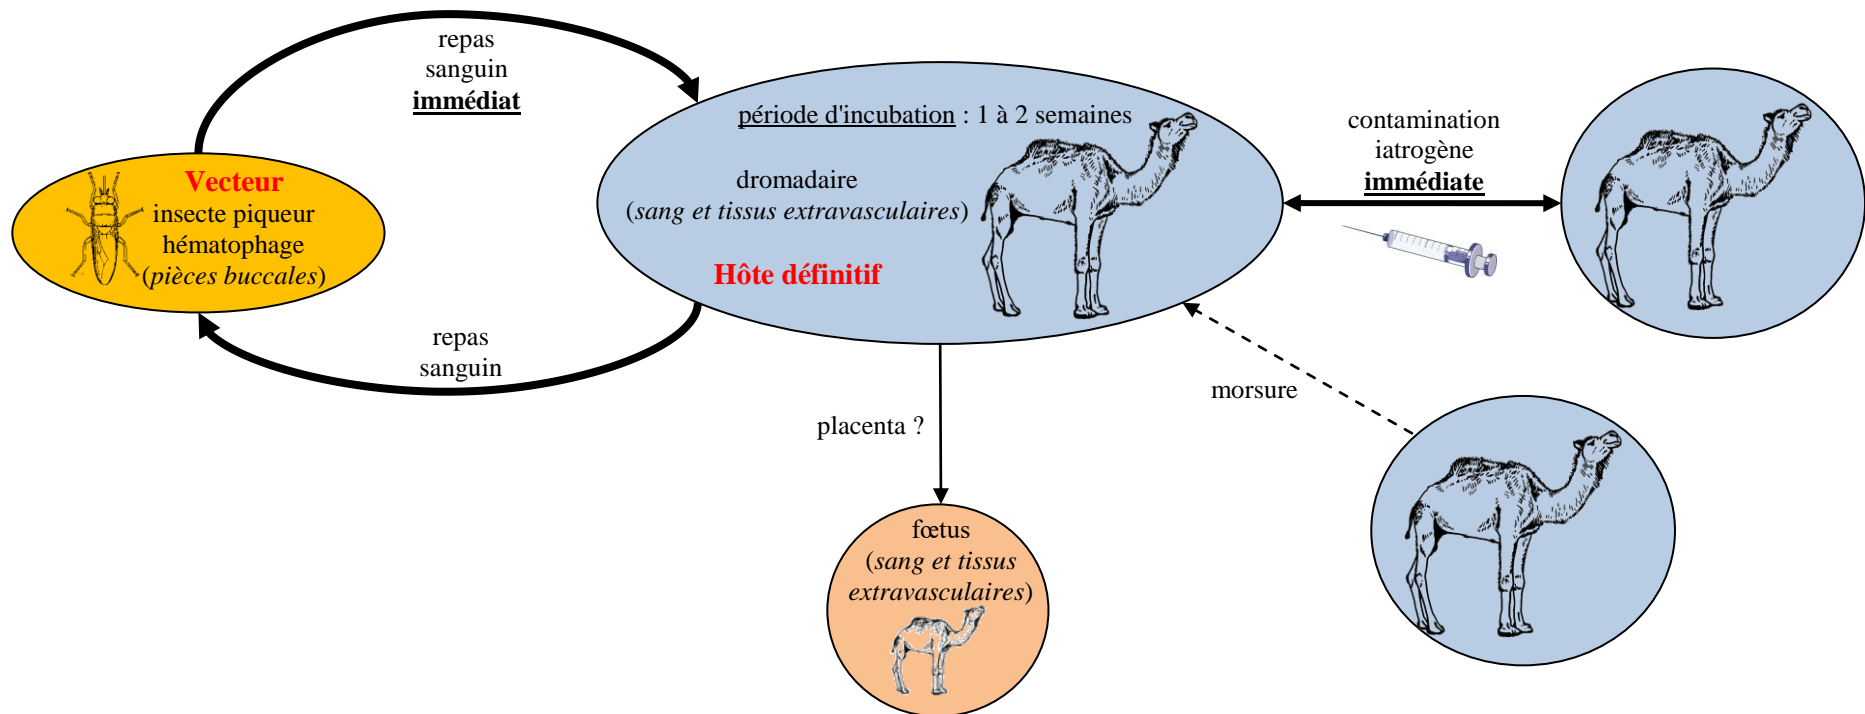 repas
sanguin
immédiat
Vecteur
insecte piqueur
hématophage
(pièces buccales)
repas
sanguin
période d'incubation : 1 à 2 semaines
dromadaire
(sang et tissus extravasculaires)
Hôte définitif
contamination
iatrogène
immédiate
morsure
placenta ?
fœtus
(sang et tissus
extravasculaires)